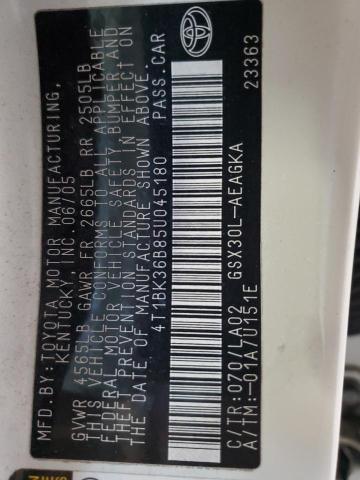 MFD.BY:TOYOTA MOTOR MANUFACTURING,
KENTUCKY, INC.06/05
GVWR 4565LB GAWR FR 2665LB RR 2505LB
THIS VEHICLE CONFORMS TO ALL APPLICABLE
FEDERAL MOTOR VEHICLE SAFETY, BUMPER AND
THEFT PREVENTION STANDARDS IN EFFECT ON
THE DATE OF MANUFACTURE SHOWN ABOVE.
4T1BK36B85U045180 PASS.CAR
C/TR:070/LA02 GSX30L-AEAGKA
A/TM:-01A/U151E 23363